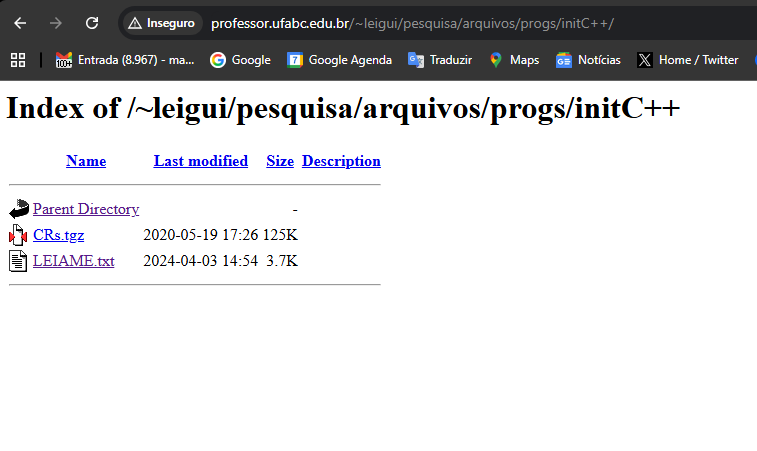 Inseguro professor.ufabc.edu.br/~leigui/pesquisa/arquivos/progs/initC++/
100+ Entrada (8.967) - ma... Google 7 Google Agenda Traduzir Maps Notícias Home / Twitter
Index of /~leigui/pesquisa/arquivos/progs/initC++
Name Last modified Size Description
Parent Directory -
CRs.tgz 2020-05-19 17:26 125K
LEIAME.txt 2024-04-03 14:54 3.7K